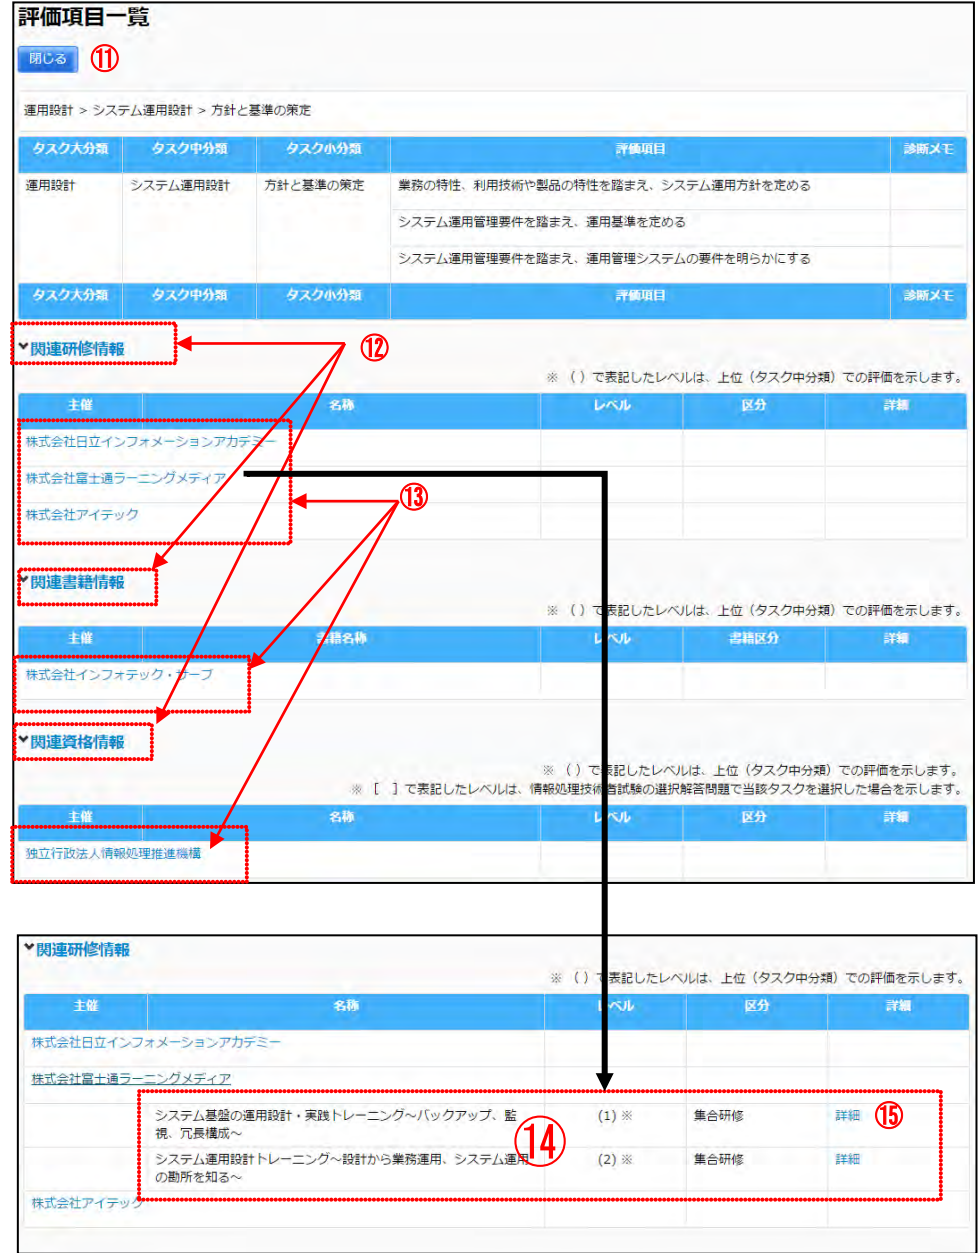 評価項目一覧
閉じる ⑪
運用設計 > システム運用設計 > 方針と基準の策定
タスク大分類 タスク中分類 タスク小分類 評価項目 診断メモ
運用設計 システム運用設計 方針と基準の策定 業務の特性、利用技術や製品の特性を踏まえ、システム運用方針を定める
システム運用管理要件を踏まえ、運用基準を定める
システム運用管理要件を踏まえ、運用管理システムの要件を明らかにする
タスク大分類 タスク中分類 タスク小分類 評価項目 診断メモ
関連研修情報 ⑫
※ （ ）で表記したレベルは、上位（タスク中分類）での評価を示します。
主催 名称 レベル 区分 詳細
株式会社日立インフォメーションアカデミー
株式会社富士通ラーニングメディア
⑬
株式会社アイテック
関連書籍情報
※ （ ）で表記したレベルは、上位（タスク中分類）での評価を示します。
主催 書籍名称 レベル 書籍区分 詳細
株式会社インフォテック・サーブ
関連資格情報
※ （ ）で表記したレベルは、上位（タスク中分類）での評価を示します。
※ ［ ］で表記したレベルは、情報処理技術者試験の選択解答問題で当該タスクを選択した場合を示します。
主催 名称 レベル 区分 詳細
独立行政法人情報処理推進機構
関連研修情報
※ （ ）で表記したレベルは、上位（タスク中分類）での評価を示します。
主催 名称 レベル 区分 詳細
株式会社日立インフォメーションアカデミー
株式会社富士通ラーニングメディア
システム基盤の運用設計・実践トレーニング～バックアップ、監 (1) ※ 集合研修 詳細 ⑮
視、冗長構成～
⑭
システム運用設計トレーニング～設計から業務運用、システム運用 (2) ※ 集合研修 詳細
の勘所を知る～
株式会社アイテック